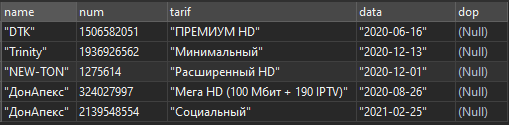 name num tarif data dop
"DTK" 1506582051 "ПРЕМИУМ HD" "2020-06-16" (Null)
"Trinity" 1936926562 "Минимальный" "2020-12-13" (Null)
"NEW-TON" 1275614 "Расширенный HD" "2020-12-01" (Null)
"ДонАпекс" 324027997 "Мега HD (100 Мбит + 190 IPTV)" "2020-08-26" (Null)
"ДонАпекс" 2139548554 "Социальный" "2021-02-25" (Null)